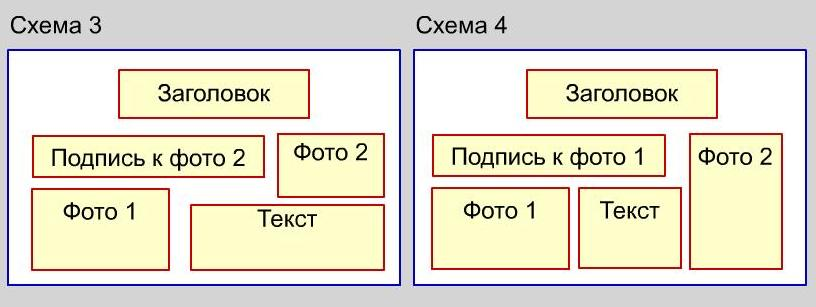 Схема 3
Заголовок
Подпись к фото 2
Фото 2
Фото 1
Текст
Схема 4
Заголовок
Подпись к фото 1
Фото 2
Фото 1
Текст